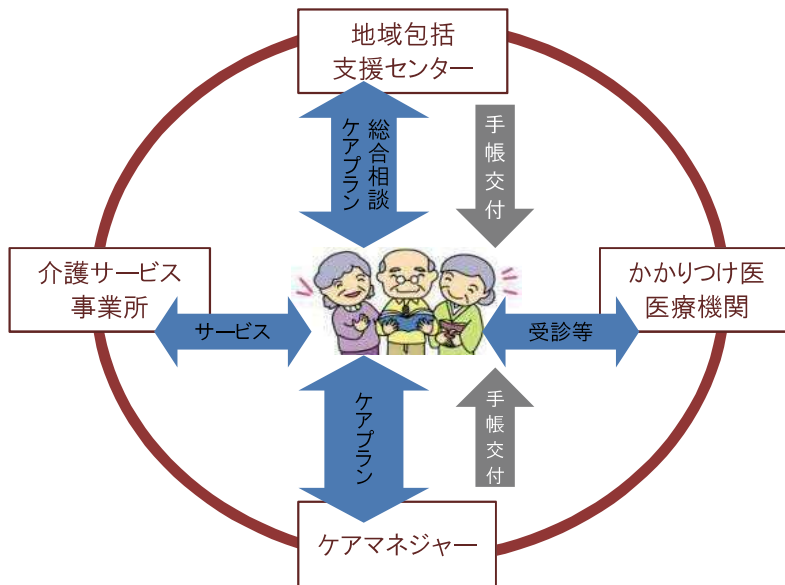 地域包括
支援センター
総合相談
ケアプラン
手帳交付
介護サービス
事業所
サービス
受診等
かかりつけ医
医療機関
ケアプラン
手帳交付
ケアマネジャー